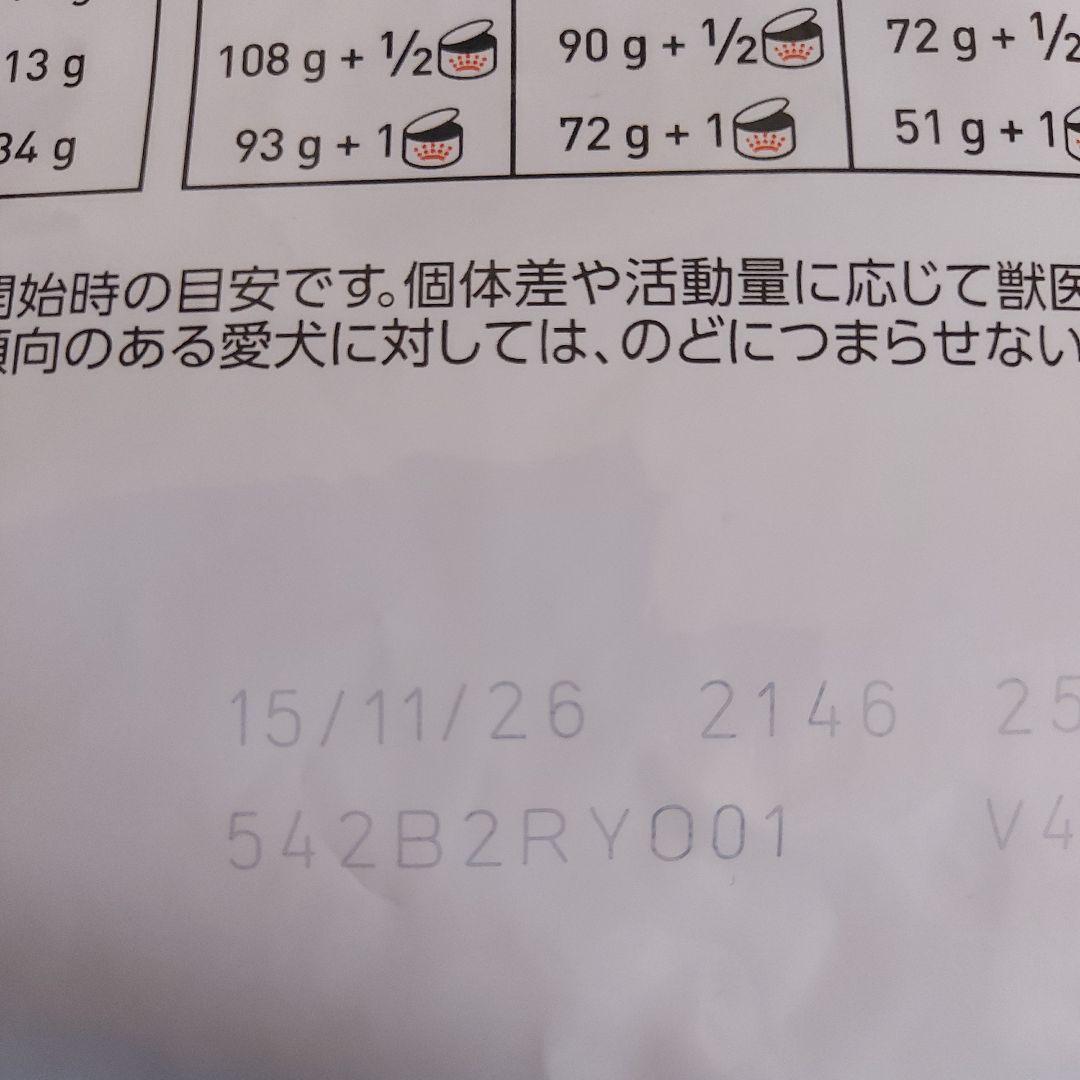 13 g 108 g + 1/2 90 g + 1/2 72 g + 1/2
34 g 93 g + 1 72 g + 1 51 g + 1
開始時の目安です。個体差や活動量に応じて獣医
傾向のある愛犬に対しては、のどにつまらせない
15/11/26 2146 25
542B2RYO01 V4